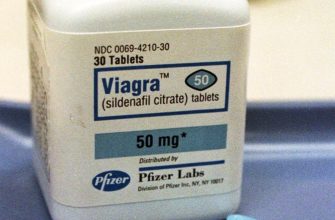 NDC 0069-4210-30
30 Tablets
Viagra™ 50
(sildenafil citrate) tablets
50 mg*
Distributed by
Pfizer Pfizer Labs
Division of Pfizer Inc, NY, NY 10017